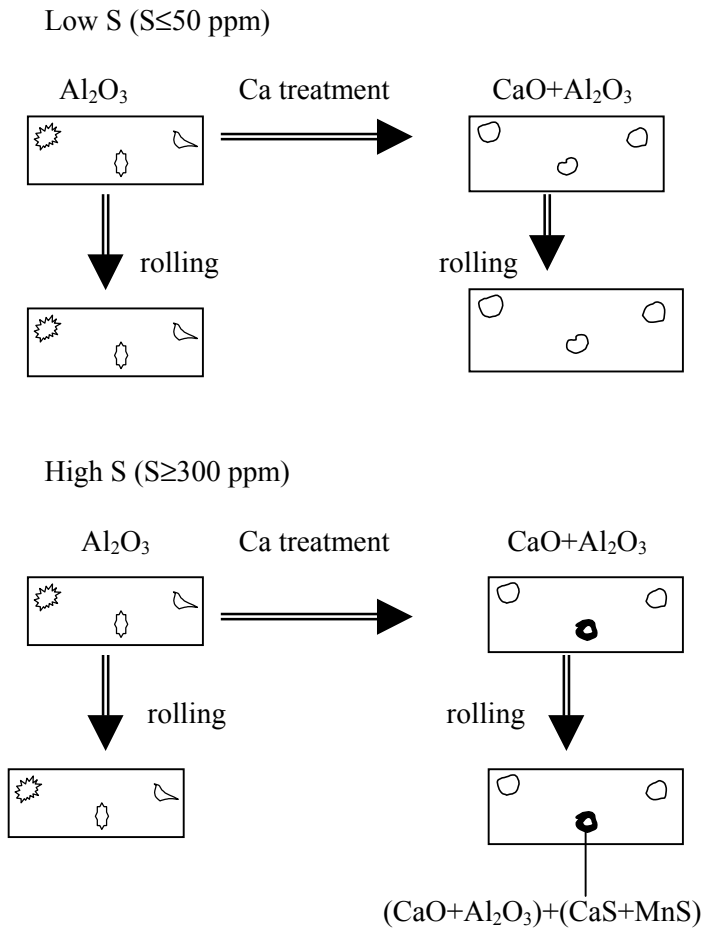 Low S (S≤50 ppm)
Al₂O₃ Ca treatment CaO+Al₂O₃
rolling rolling
High S (S≥300 ppm)
Al₂O₃ Ca treatment CaO+Al₂O₃
rolling rolling
(CaO+Al₂O₃)+(CaS+MnS)